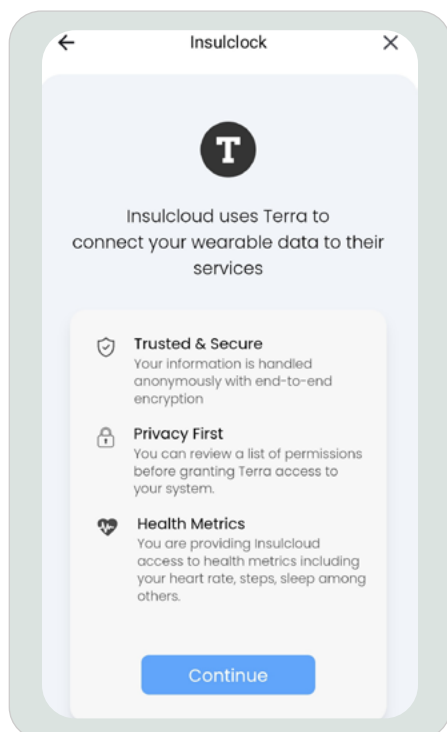 Insulclock
T
Insulcloud uses Terra to
connect your wearable data to their
services
Trusted & Secure
Your information is handled
anonymously with end-to-end
encryption
Privacy First
You can review a list of permissions
before granting Terra access to
your system.
Health Metrics
You are providing Insulcloud
access to health metrics including
your heart rate, steps, sleep among
others.
Continue